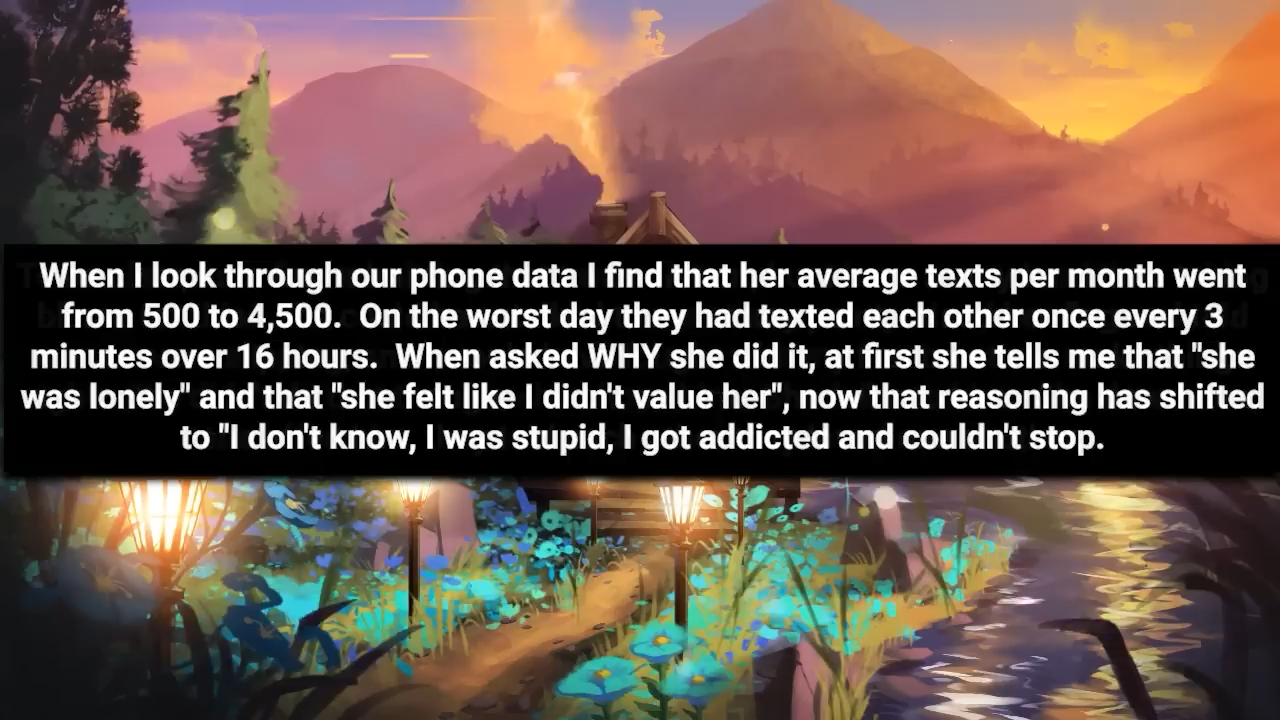 When I look through our phone data I find that her average texts per month went
from 500 to 4,500.  On the worst day they had texted each other once every 3
minutes over 16 hours.  When asked WHY she did it, at first she tells me that "she
was lonely" and that "she felt like I didn't value her", now that reasoning has shifted
to "I don't know, I was stupid, I got addicted and couldn't stop.